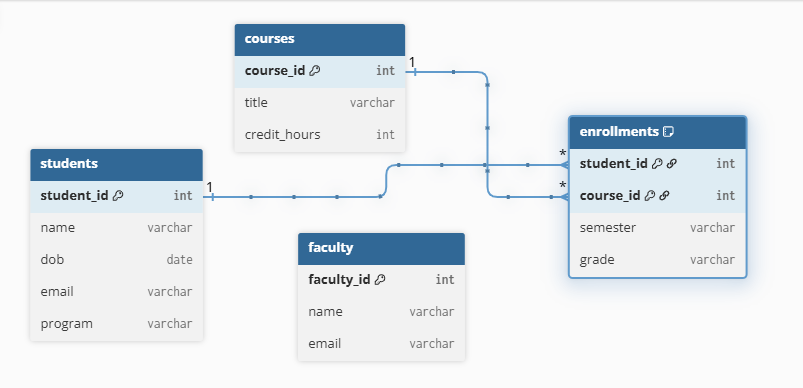 courses
course_id int
title varchar
credit_hours int
1
enrollments
student_id int
course_id int
semester varchar
grade varchar
*
*
students
student_id int
name varchar
dob date
email varchar
program varchar
1
faculty
faculty_id int
name varchar
email varchar